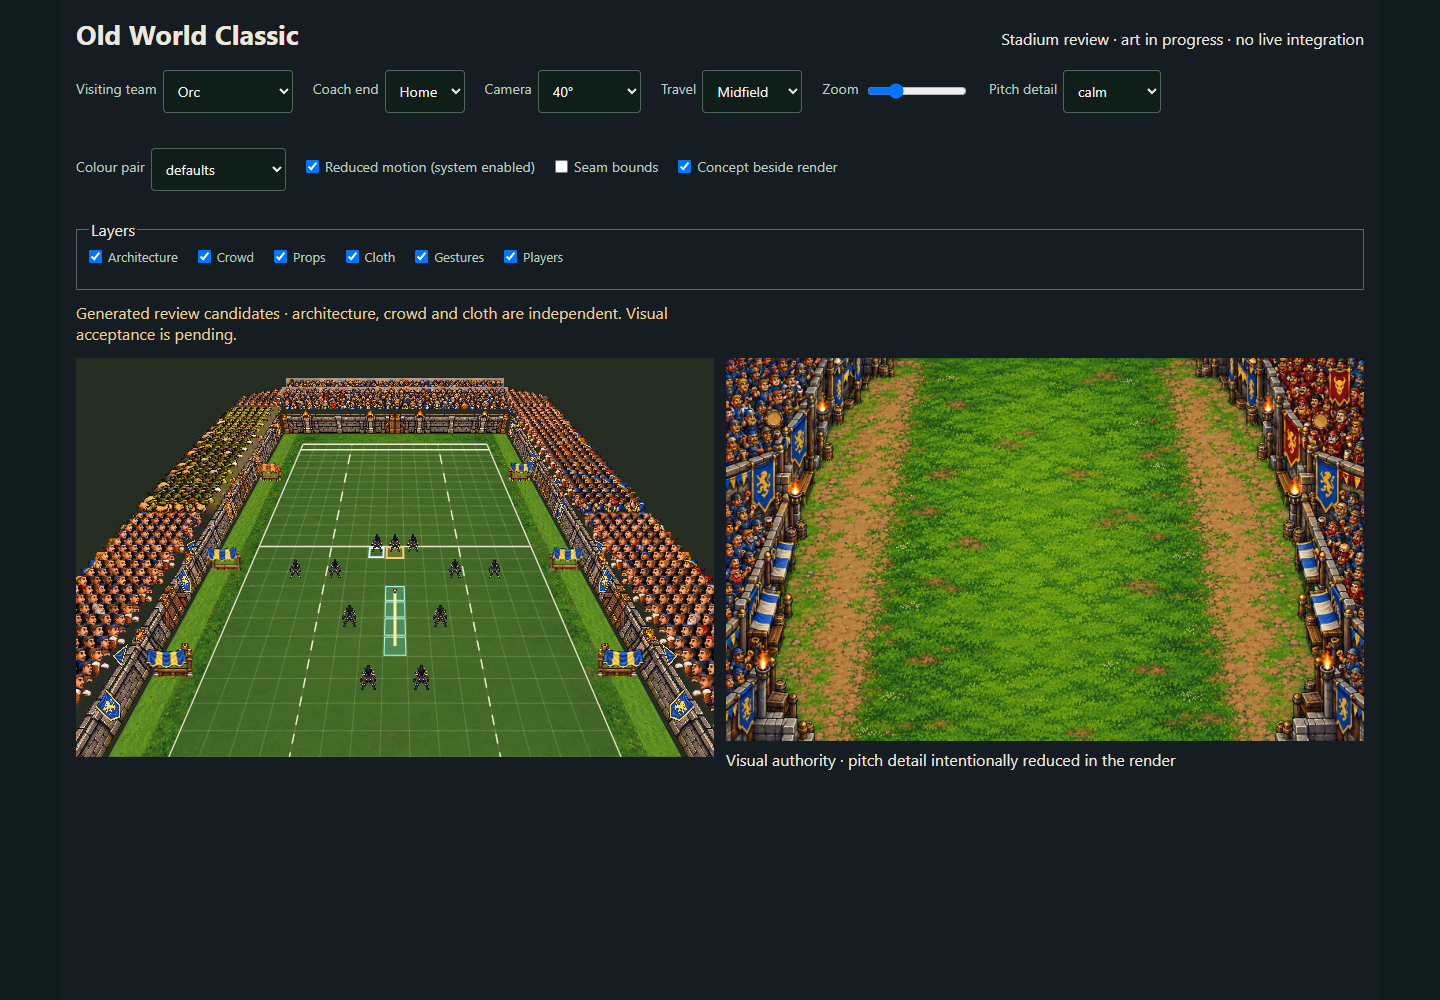 Old World Classic
Stadium review · art in progress · no live integration
Visiting team Orc Coach end Home Camera 40° Travel Midfield Zoom Pitch detail calm
Colour pair defaults Reduced motion (system enabled) Seam bounds Concept beside render
Layers
Architecture Crowd Props Cloth Gestures Players
Generated review candidates · architecture, crowd and cloth are independent. Visual
acceptance is pending.
Visual authority · pitch detail intentionally reduced in the render